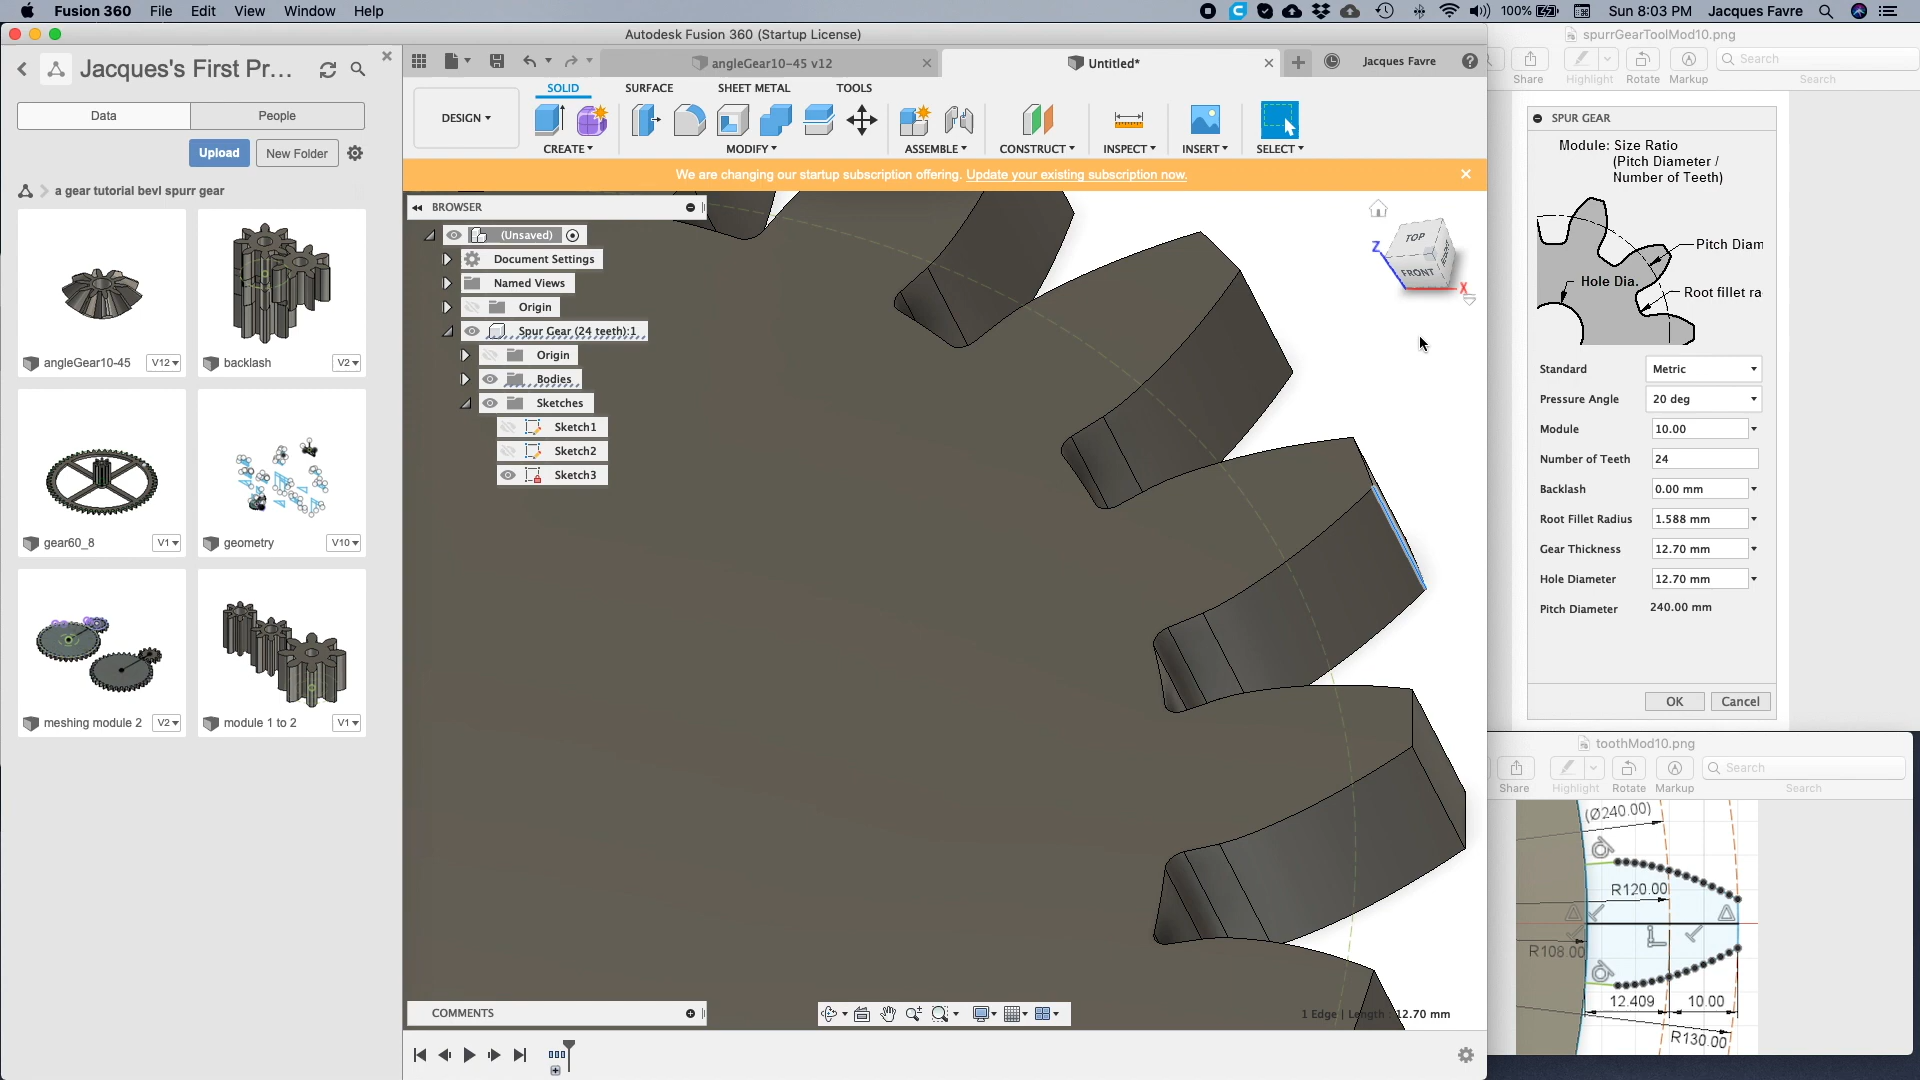 Fusion 360 File Edit View Window Help
100% Sun 8:03 PM Jacques Favre
Autodesk Fusion 360 (Startup License)
spurrGearToolMod10.png
Jacques's First Pr...
angleGear10-45 v12
Untitled*
Jacques Favre
Share Highlight Rotate Markup Search
Search
Data People
Upload New Folder
a gear tutorial bevl spurr gear
angleGear10-45 V12
backlash V2
gear60_8 V1
geometry V10
meshing module 2 V2
module 1 to 2 V1
DESIGN
SOLID SURFACE SHEET METAL TOOLS
CREATE MODIFY ASSEMBLE CONSTRUCT INSPECT INSERT SELECT
We are changing our startup subscription offering. Update your existing subscription now.
BROWSER
(Unsaved)
Document Settings
Named Views
Origin
Spur Gear (24 teeth):1
Origin
Bodies
Sketches
Sketch1
Sketch2
Sketch3
TOP
FRONT
Z
X
COMMENTS
1 Edge | Length : 12.70 mm
SPUR GEAR
Module: Size Ratio
(Pitch Diameter /
Number of Teeth)
Pitch Diam
Hole Dia.
Root fillet ra
Standard Metric
Pressure Angle 20 deg
Module 10.00
Number of Teeth 24
Backlash 0.00 mm
Root Fillet Radius 1.588 mm
Gear Thickness 12.70 mm
Hole Diameter 12.70 mm
Pitch Diameter 240.00 mm
OK Cancel
toothMod10.png
Search
Share Highlight Rotate Markup Search
(Ø240.00)
R120.00
R108.00
12.409 10.00
R130.00